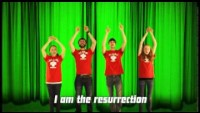 I am the resurrection